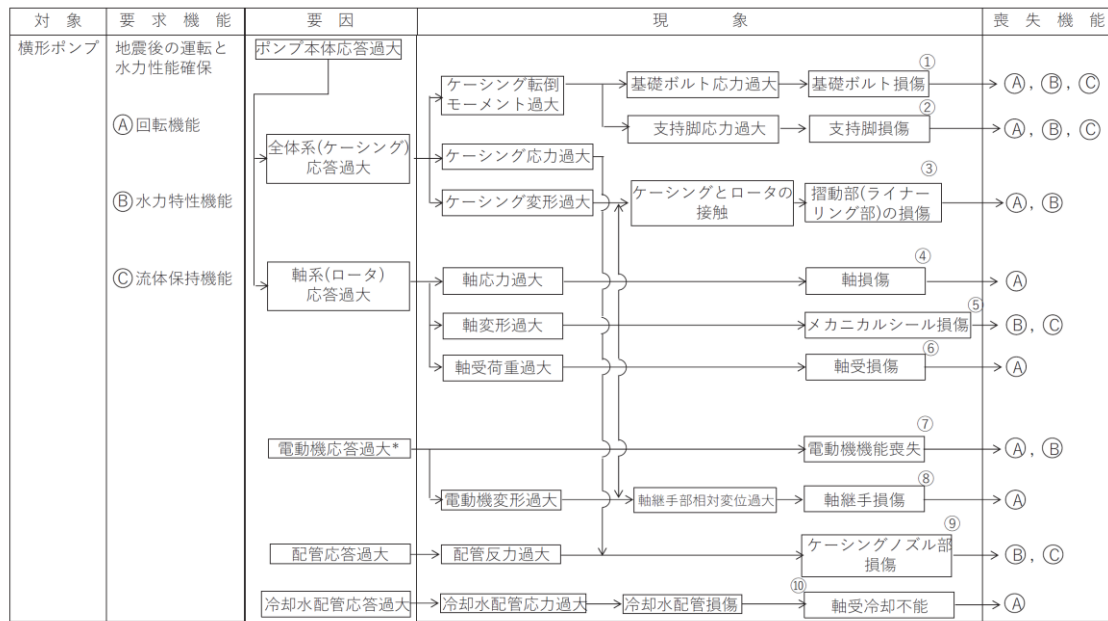 対象
要求機能
要因
現象
喪失機能
横形ポンプ
地震後の運転と
水力性能確保
Ⓐ回転機能
Ⓑ水力特性機能
Ⓒ流体保持機能
ポンプ本体応答過大
全体系(ケーシング)
応答過大
ケーシング転倒
モーメント過大
基礎ボルト応力過大
①
基礎ボルト損傷
Ⓐ, Ⓑ, Ⓒ
支持脚応力過大
②
支持脚損傷
Ⓐ, Ⓑ, Ⓒ
ケーシング応力過大
ケーシング変形過大
ケーシングとロータの
接触
③
摺動部(ライナー
リング部)の損傷
Ⓐ, Ⓑ
軸系(ロータ)
応答過大
軸応力過大
④
軸損傷
Ⓐ
軸変形過大
⑤
メカニカルシール損傷
Ⓑ, Ⓒ
軸受荷重過大
⑥
軸受損傷
Ⓐ
電動機応答過大*
⑦
電動機機能喪失
Ⓐ, Ⓑ
電動機変形過大
軸継手部相対変位過大
⑧
軸継手損傷
Ⓐ
配管応答過大
配管反力過大
⑨
ケーシングノズル部
損傷
Ⓑ, Ⓒ
冷却水配管応答過大
冷却水配管応力過大
冷却水配管損傷
⑩
軸受冷却不能
Ⓐ